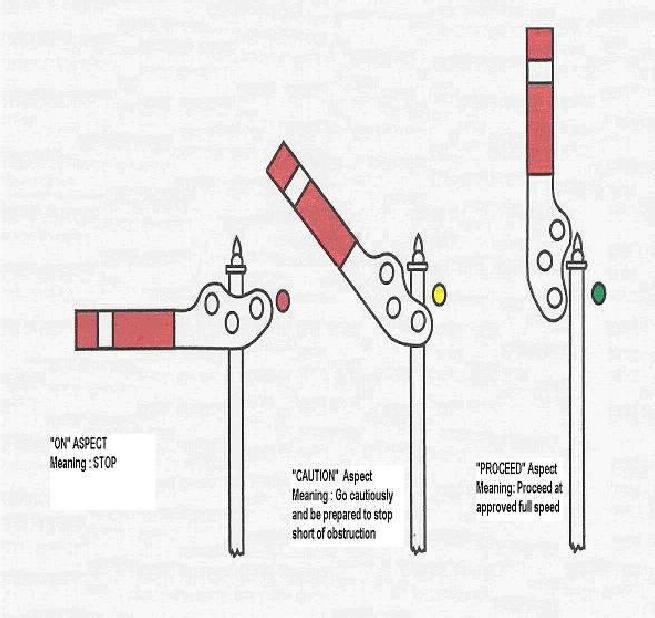 "ON" ASPECT
Meaning : STOP
"CAUTION" Aspect
Meaning : Go cautiously
and be prepared to stop
short of obstruction
"PROCEED" Aspect
Meaning: Proceed at
approved full speed